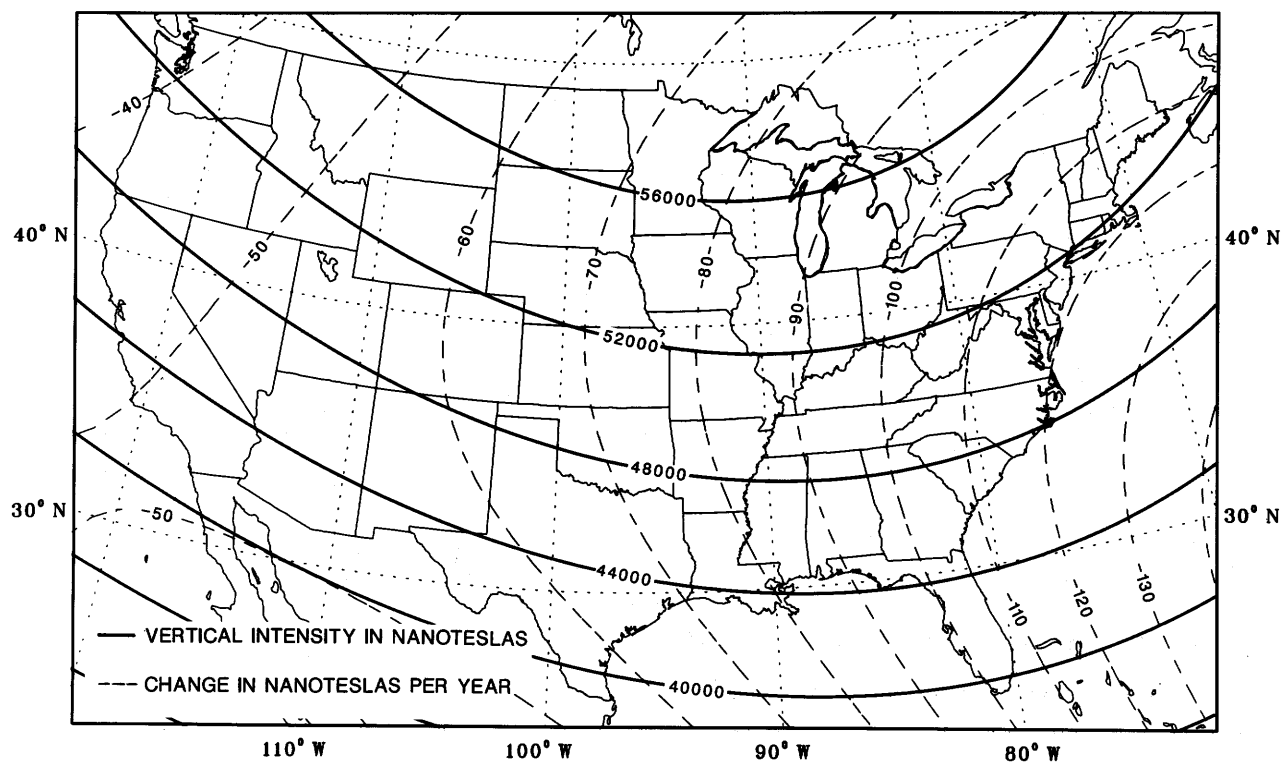 56000
-40
40° N
40° N
-50
-60
-70
-80
-90
-100
52000
48000
30° N
30° N
-50
44000
-110
-120
-130
VERTICAL INTENSITY IN NANOTESLAS
CHANGE IN NANOTESLAS PER YEAR
40000
110° W
100° W
90° W
80° W